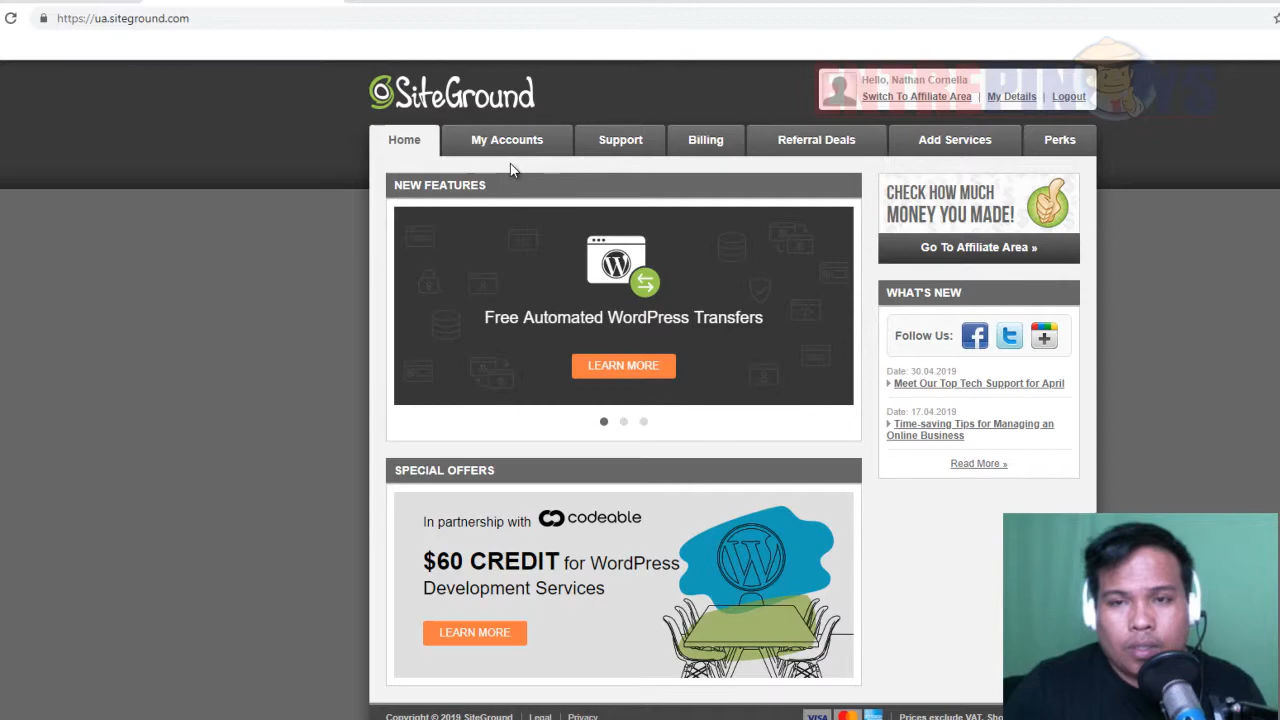 https://ua.siteground.com
SiteGround
Hello, Nathan Cornella
Switch To Affiliate Area | My Details | Logout
ENTREPINOYS
Home
My Accounts
Support
Billing
Referral Deals
Add Services
Perks
NEW FEATURES
Free Automated WordPress Transfers
LEARN MORE
CHECK HOW MUCH
MONEY YOU MADE!
Go To Affiliate Area »
WHAT'S NEW
Follow Us:
Date: 30.04.2019
Meet Our Top Tech Support for April
Date: 17.04.2019
Time-saving Tips for Managing an
Online Business
Read More »
SPECIAL OFFERS
In partnership with codeable
$60 CREDIT for WordPress
Development Services
LEARN MORE
Copyright © 2019 SiteGround | Legal | Privacy
VISA
Prices exclude VAT.